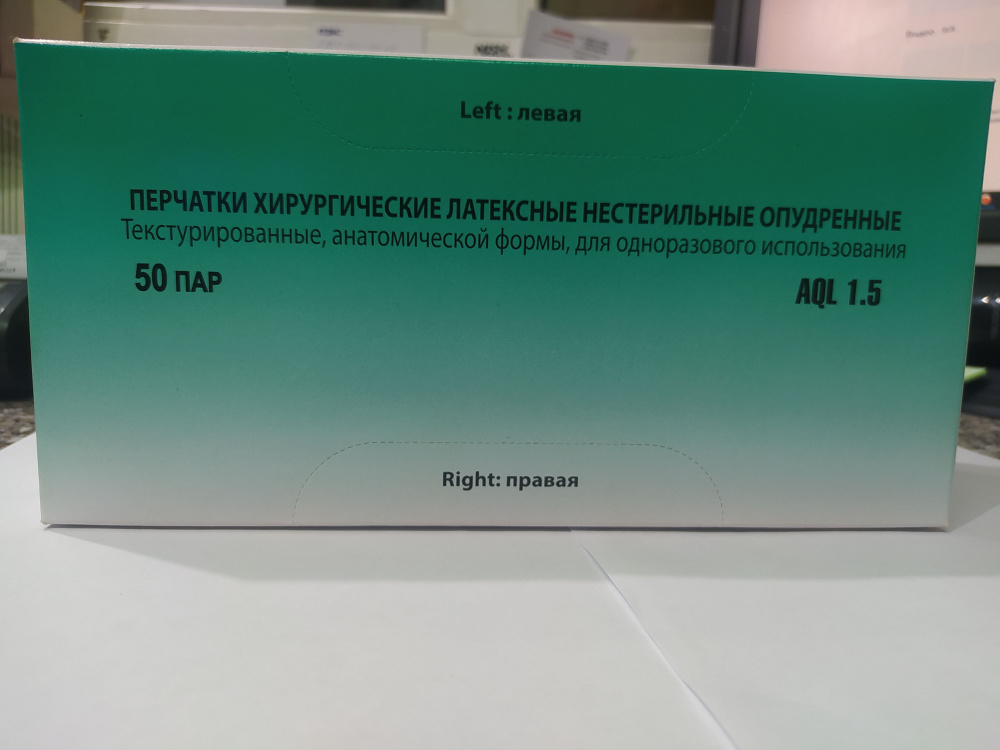 Left : левая
ПЕРЧАТКИ ХИРУРГИЧЕСКИЕ ЛАТЕКСНЫЕ НЕСТЕРИЛЬНЫЕ ОПУДРЕННЫЕ
Текстурированные, анатомической формы, для одноразового использования
50 ПАР
AQL 1.5
Right: правая